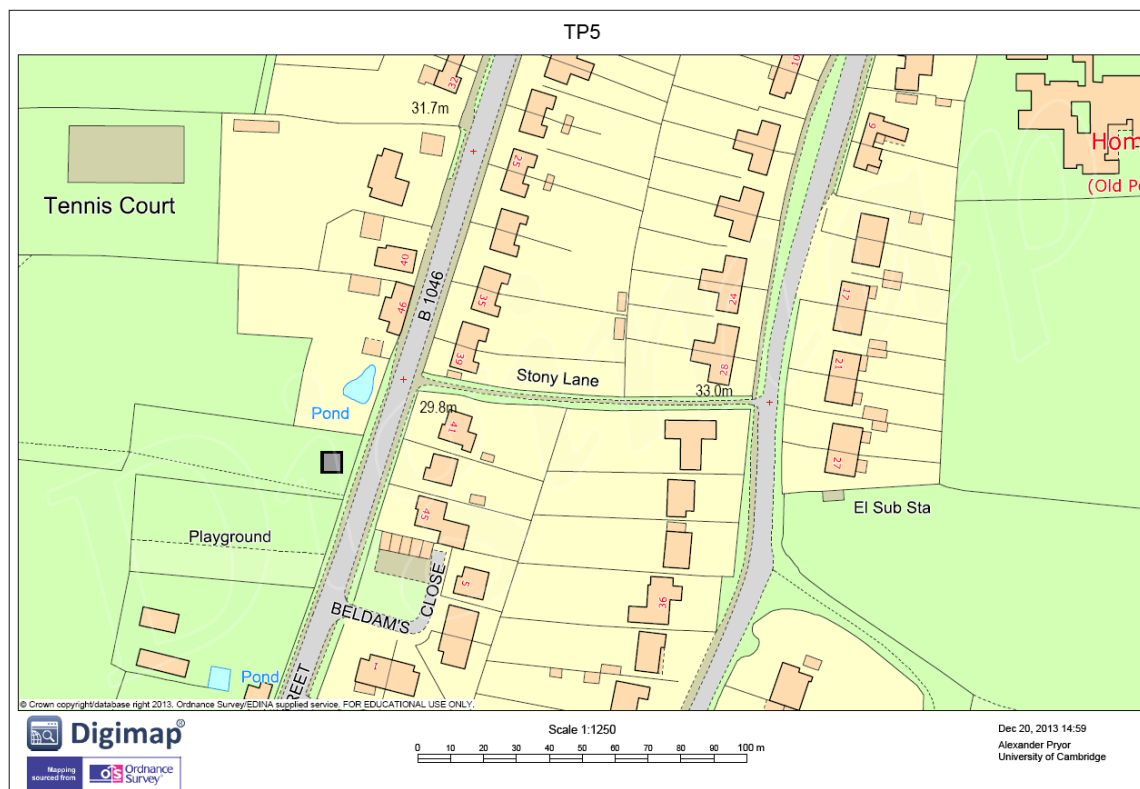 TP5
32
31.7m
10
9
25
Hom
(Old Po
Tennis Court
40
B 1046
46
35
24
17
39
28
21
Stony Lane
33.0m
29.8m
Pond
41
27
45
El Sub Sta
Playground
5
36
BELDAM'S
CLOSE
1
Pond
REET
© Crown copyright/database right 2013. Ordnance Survey/EDINA supplied service. FOR EDUCATIONAL USE ONLY.
Digimap®
Mapping
sourced from
OS Ordnance
Survey®
Scale 1:1250
0 10 20 30 40 50 60 70 80 90 100 m
Dec 20, 2013 14:59
Alexander Pryor
University of Cambridge